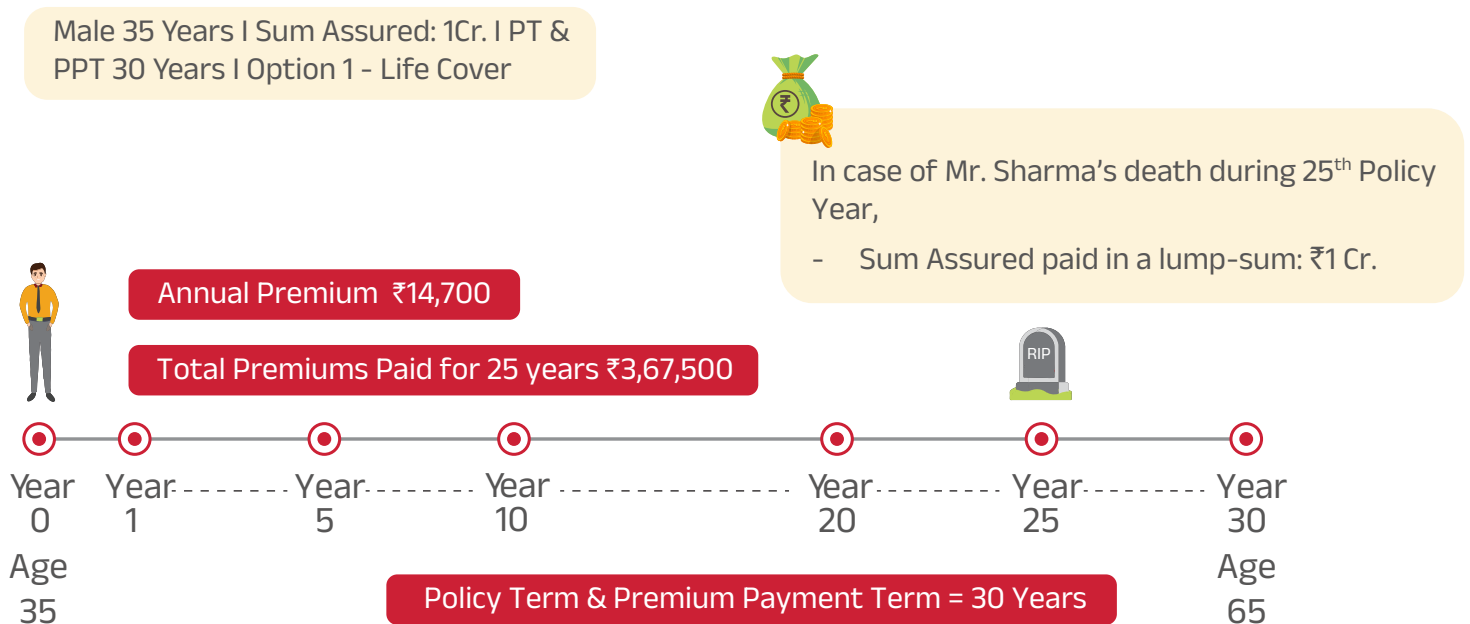 Male 35 Years I Sum Assured: 1Cr. I PT &
PPT 30 Years I Option 1 - Life Cover
₹
In case of Mr. Sharma’s death during 25th Policy
Year,
- Sum Assured paid in a lump-sum: ₹1 Cr.
Annual Premium ₹14,700
Total Premiums Paid for 25 years ₹3,67,500
RIP
Year Year Year Year Year Year Year
0 1 5 10 20 25 30
Age Age
35 65
Policy Term & Premium Payment Term = 30 Years